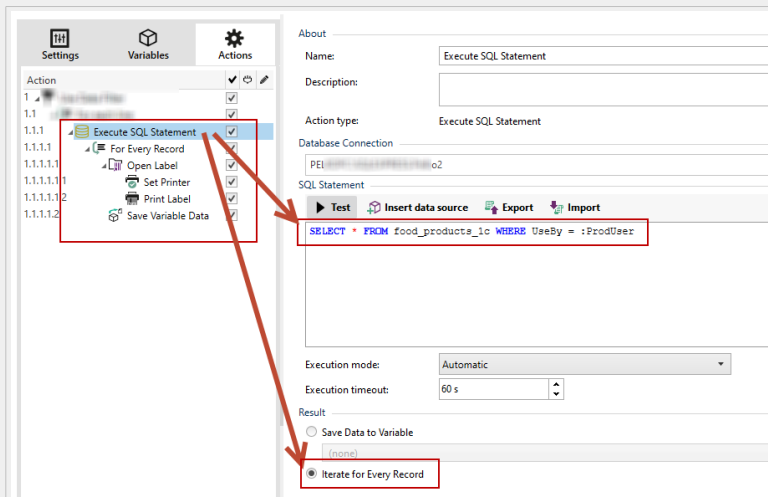 Settings Variables Actions
Action
1
1.1
1.1.1 Execute SQL Statement
1.1.1.1 For Every Record
1.1.1.1.1 Open Label
1.1.1.1.1.1 Set Printer
1.1.1.1.1.2 Print Label
1.1.1.1.2 Save Variable Data
About
Name: Execute SQL Statement
Description:
Action type: Execute SQL Statement
Database Connection
o2
SQL Statement
Test Insert data source Export Import
SELECT * FROM food_products_1c WHERE UseBy = :ProdUser
Execution mode: Automatic
Execution timeout: 60 s
Result
Save Data to Variable
(none)
Iterate for Every Record